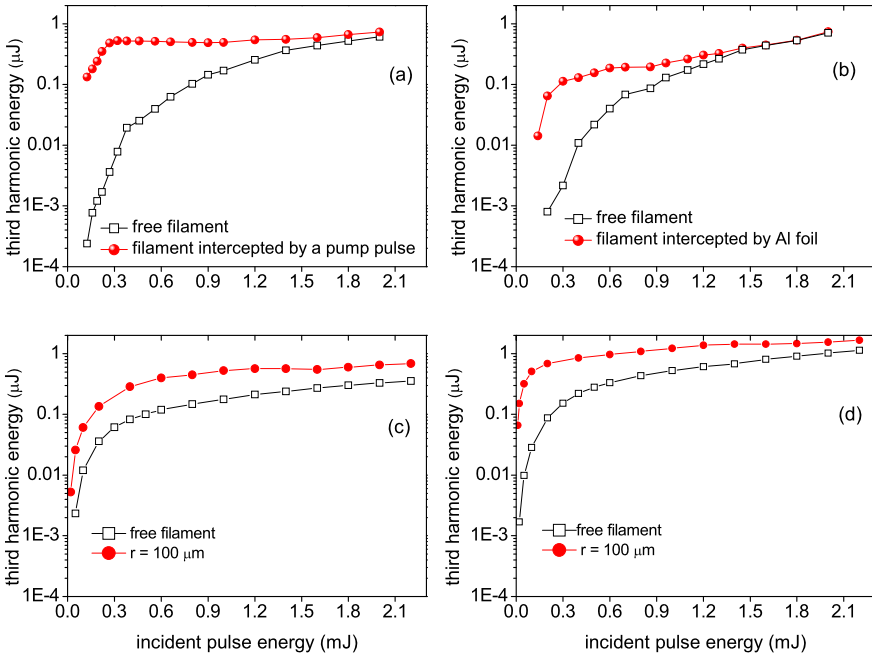 third harmonic energy (μJ)
1
0.1
0.01
1E-3
1E-4
(a)
free filament
filament intercepted by a pump pulse
0.0 0.3 0.6 0.9 1.2 1.5 1.8 2.1
third harmonic energy (μJ)
1
0.1
0.01
1E-3
1E-4
(b)
free filament
filament intercepted by Al foil
0.0 0.3 0.6 0.9 1.2 1.5 1.8 2.1
third harmonic energy (μJ)
1
0.1
0.01
1E-3
1E-4
(c)
free filament
r = 100 μm
0.0 0.3 0.6 0.9 1.2 1.5 1.8 2.1
incident pulse energy (mJ)
third harmonic energy (μJ)
1
0.1
0.01
1E-3
1E-4
(d)
free filament
r = 100 μm
0.0 0.3 0.6 0.9 1.2 1.5 1.8 2.1
incident pulse energy (mJ)